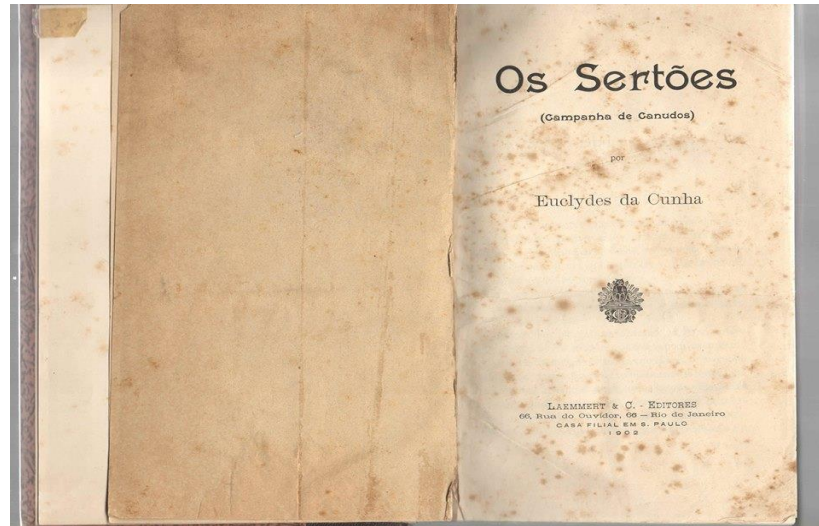 Os Sertões
(Campanha de Canudos)
por
Euclydes da Cunha
LAEMMERT & C. - EDITORES
66, Rua do Ouvidor, 66 — Rio de Janeiro
CASA FILIAL EM S. PAULO
1902